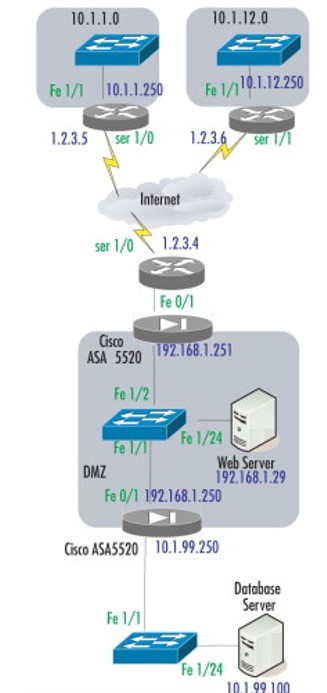 10.1.1.0
10.1.12.0
Fe 1/1
10.1.1.250
Fe 1/1
10.1.12.250
1.2.3.5
ser 1/0
1.2.3.6
ser 1/1
Internet
ser 1/0
1.2.3.4
Fe 0/1
Cisco
ASA 5520
192.168.1.251
Fe 1/2
Fe 1/1
Fe 1/24
Web Server
192.168.1.29
DMZ
Fe 0/1
192.168.1.250
Cisco ASA5520
10.1.99.250
Database
Server
Fe 1/1
Fe 1/24
10.1.99.100